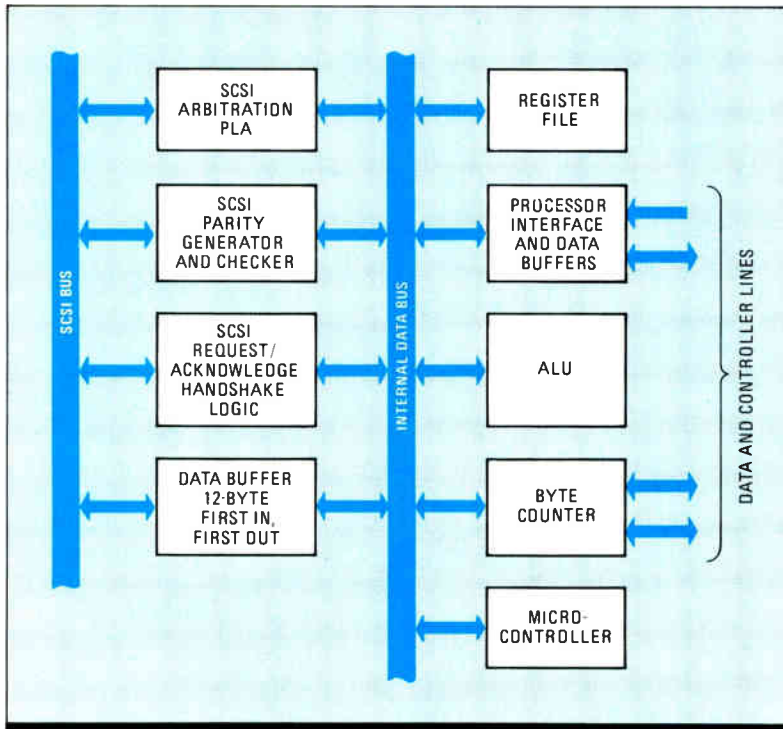 SCSI BUS
SCSI
ARBITRATION
PLA
SCSI
PARITY
GENERATOR
AND CHECKER
SCSI
REQUEST/
ACKNOWLEDGE
HANDSHAKE
LOGIC
DATA BUFFER
12-BYTE
FIRST IN,
FIRST OUT
INTERNAL DATA BUS
REGISTER
FILE
PROCESSOR
INTERFACE
AND DATA
BUFFERS
ALU
BYTE
COUNTER
MICRO-
CONTROLLER
DATA AND CONTROLLER LINES